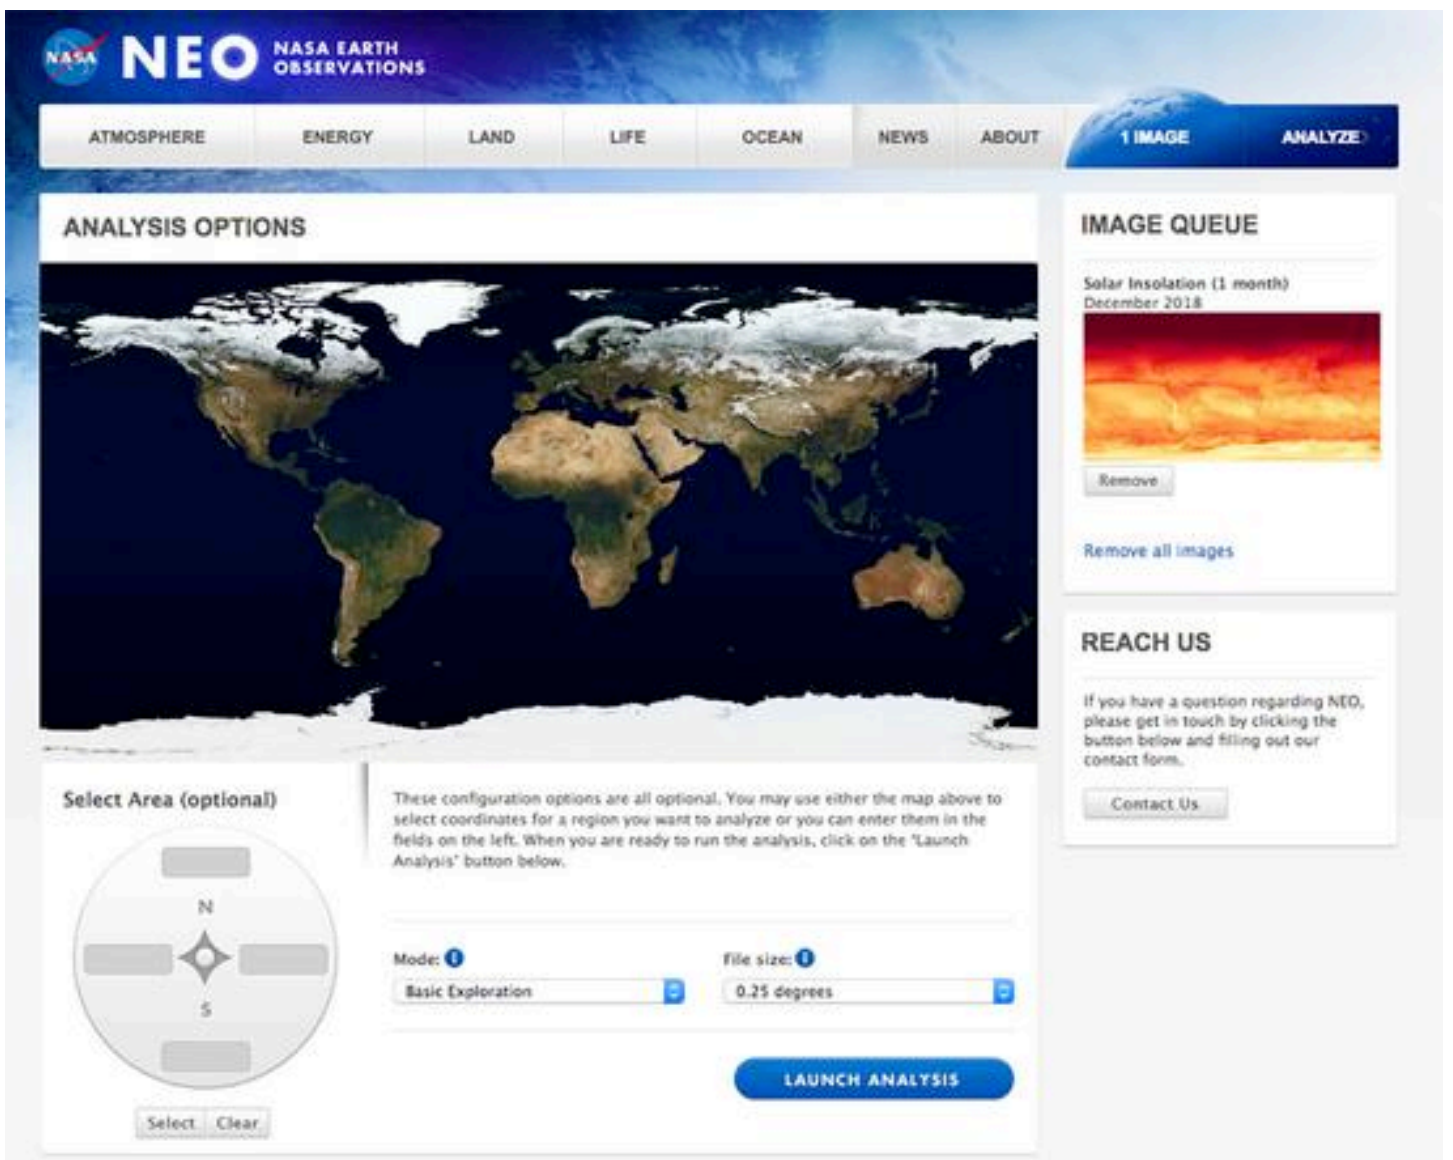 NASA
NEO
NASA EARTH
OBSERVATIONS
ATMOSPHERE
ENERGY
LAND
LIFE
OCEAN
NEWS
ABOUT
1 IMAGE
ANALYZE
ANALYSIS OPTIONS
IMAGE QUEUE
Solar Insolation (1 month)
December 2018
Remove
Remove all images
REACH US
If you have a question regarding NEO,
please get in touch by clicking the
button below and filling out our
contact form.
Contact Us
Select Area (optional)
N
S
Select
Clear
These configuration options are all optional. You may use either the map above to
select coordinates for a region you want to analyze or you can enter them in the
fields on the left. When you are ready to run the analysis, click on the "Launch
Analysis" button below.
Mode:
Basic Exploration
File size:
0.25 degrees
LAUNCH ANALYSIS